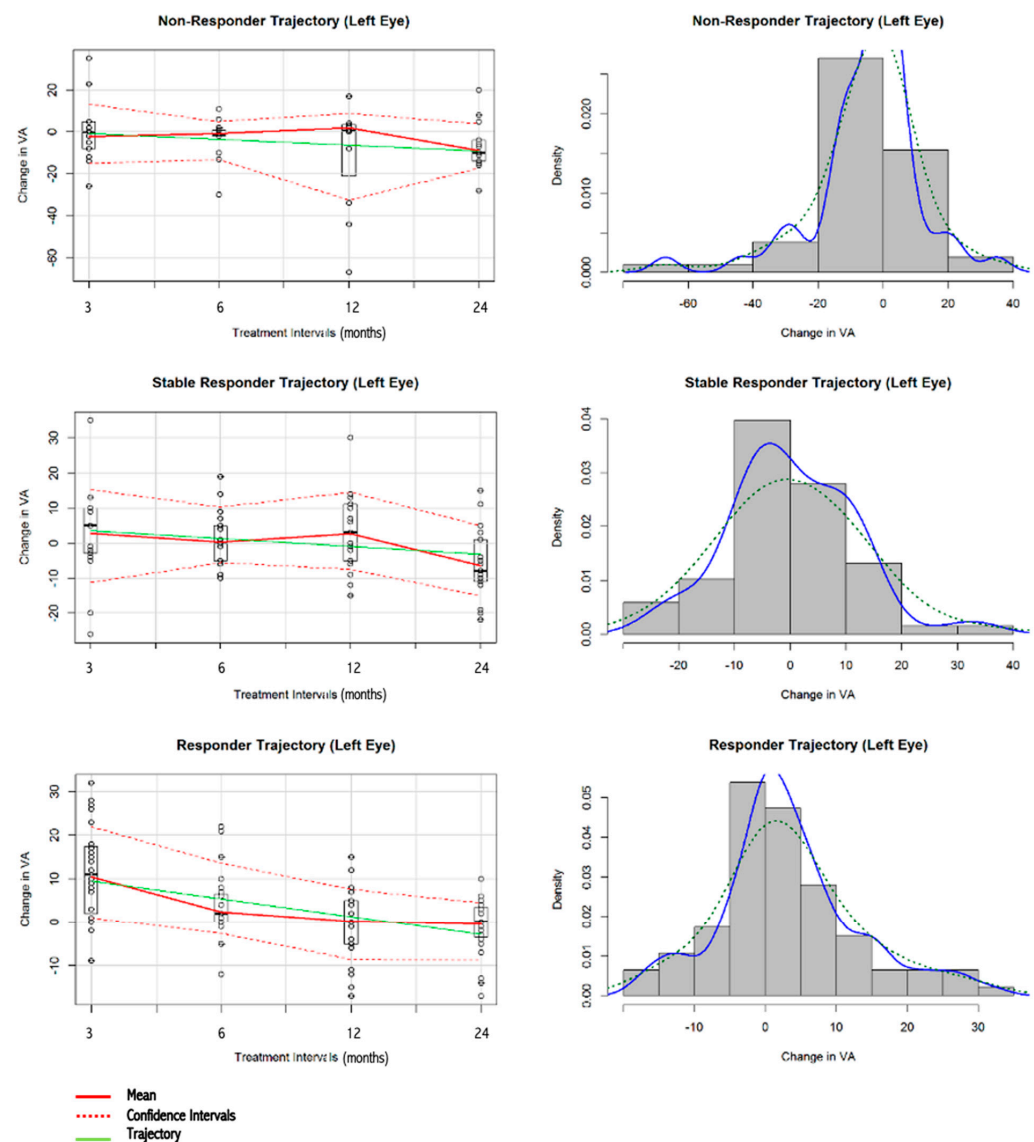 Non-Responder Trajectory (Left Eye)
Change in VA
20
0
-20
-40
-60
3 6 12 24
Treatment Intervals (months)
Non-Responder Trajectory (Left Eye)
Density
0.020
0.010
0.000
-60 -40 -20 0 20 40
Change in VA
Stable Responder Trajectory (Left Eye)
Change in VA
30
20
10
0
-10
-20
3 6 12 24
Treatment Intervals (months)
Stable Responder Trajectory (Left Eye)
Density
0.04
0.03
0.02
0.01
0.00
-20 -10 0 10 20 30 40
Change in VA
Responder Trajectory (Left Eye)
Change in VA
30
20
10
0
-10
3 6 12 24
Treatment Intervals (months)
Responder Trajectory (Left Eye)
Density
0.05
0.04
0.03
0.02
0.01
0.00
-10 0 10 20 30
Change in VA
Mean
Confidence Intervals
Trajectory